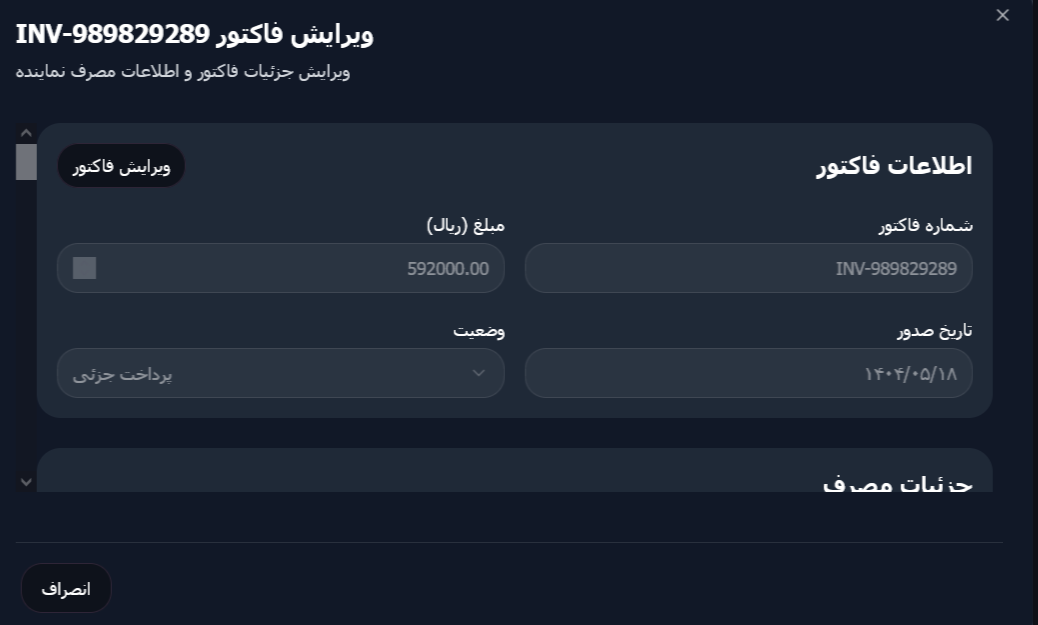 ویرایش فاکتور INV-989829289
ویرایش جزئیات فاکتور و اطلاعات مصرف نماینده
اطلاعات فاکتور
ویرایش فاکتور
شماره فاکتور
مبلغ (ریال)
INV-989829289
592000.00
تاریخ صدور
وضعیت
۱۴۰۴/۰۵/۱۸
پرداخت جزئی
جزئیات مصرف
انصراف